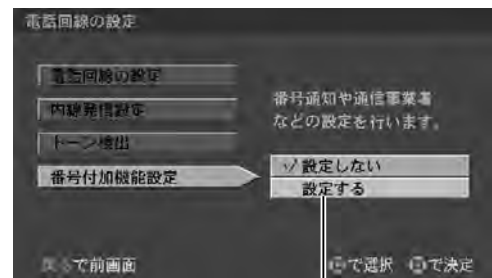 電話回線の設定
電話回線の設定
内線発信設定
トーン検出
番号付加機能設定
番号通知や通信事業者
などの設定を行います。
✓設定しない
設定する
戻るで前画面
で選択 で決定